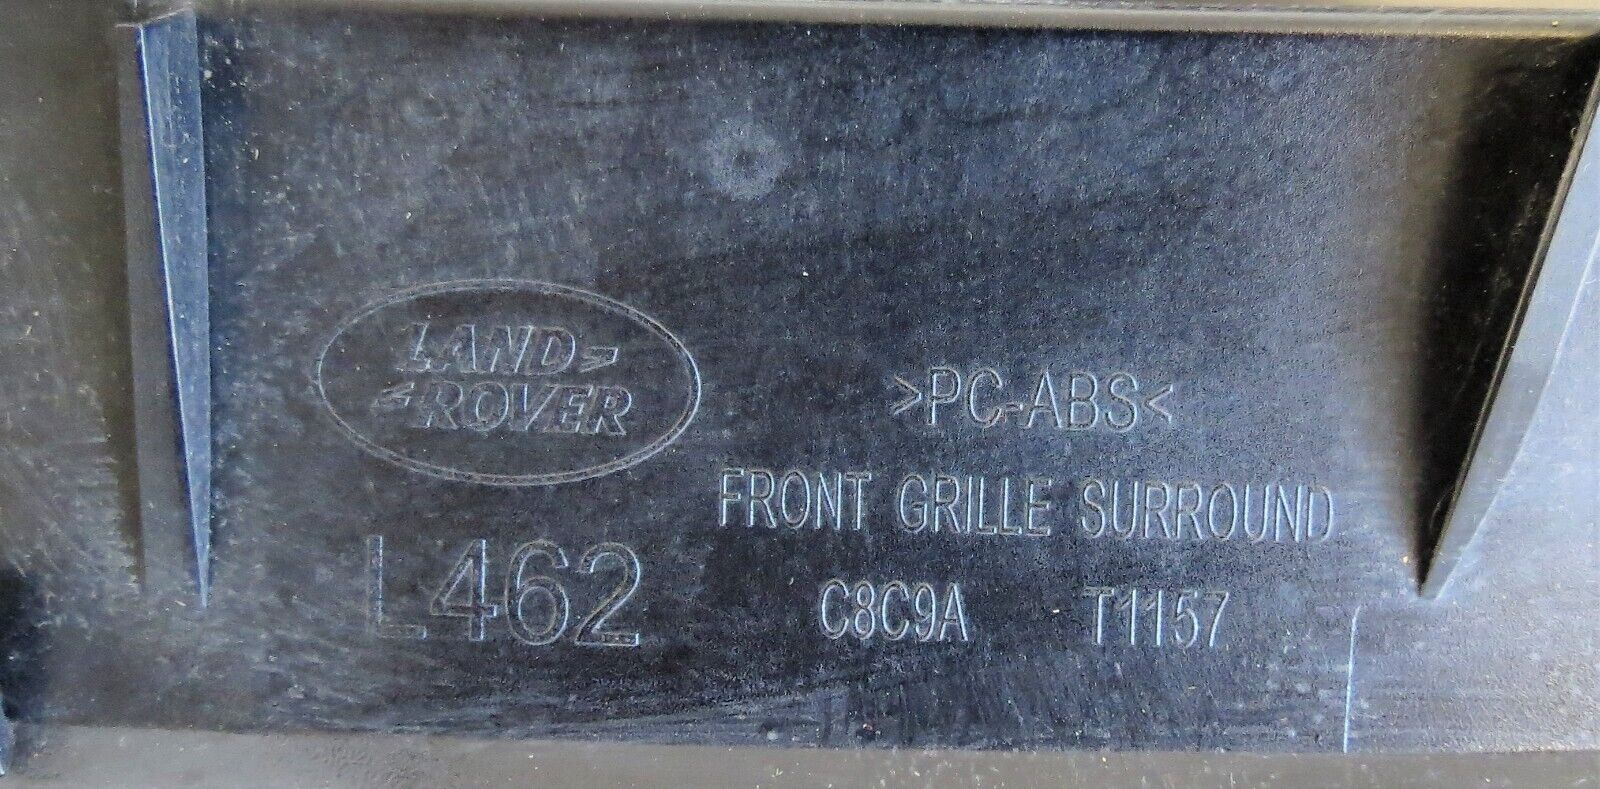 LAND
ROVER
L462
>PC-ABS<
FRONT GRILLE SURROUND
C8C9A T1157